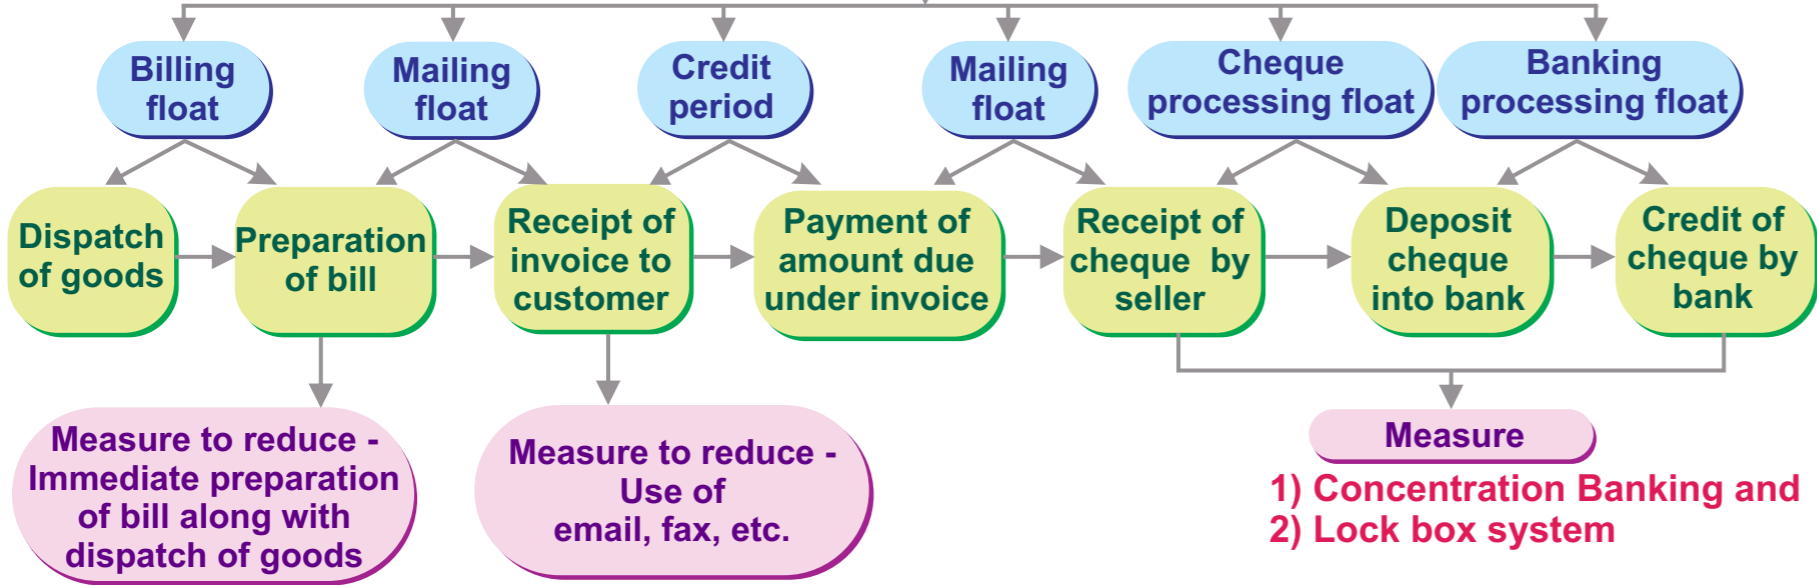 Billing
float
Mailing
float
Credit
period
Mailing
float
Cheque
processing float
Banking
processing float
Dispatch
of goods
Preparation
of bill
Receipt of
invoice to
customer
Payment of
amount due
under invoice
Receipt of
cheque by
seller
Deposit
cheque
into bank
Credit of
cheque by
bank
Measure to reduce -
Immediate preparation
of bill along with
dispatch of goods
Measure to reduce -
Use of
email, fax, etc.
Measure
1) Concentration Banking and
2) Lock box system